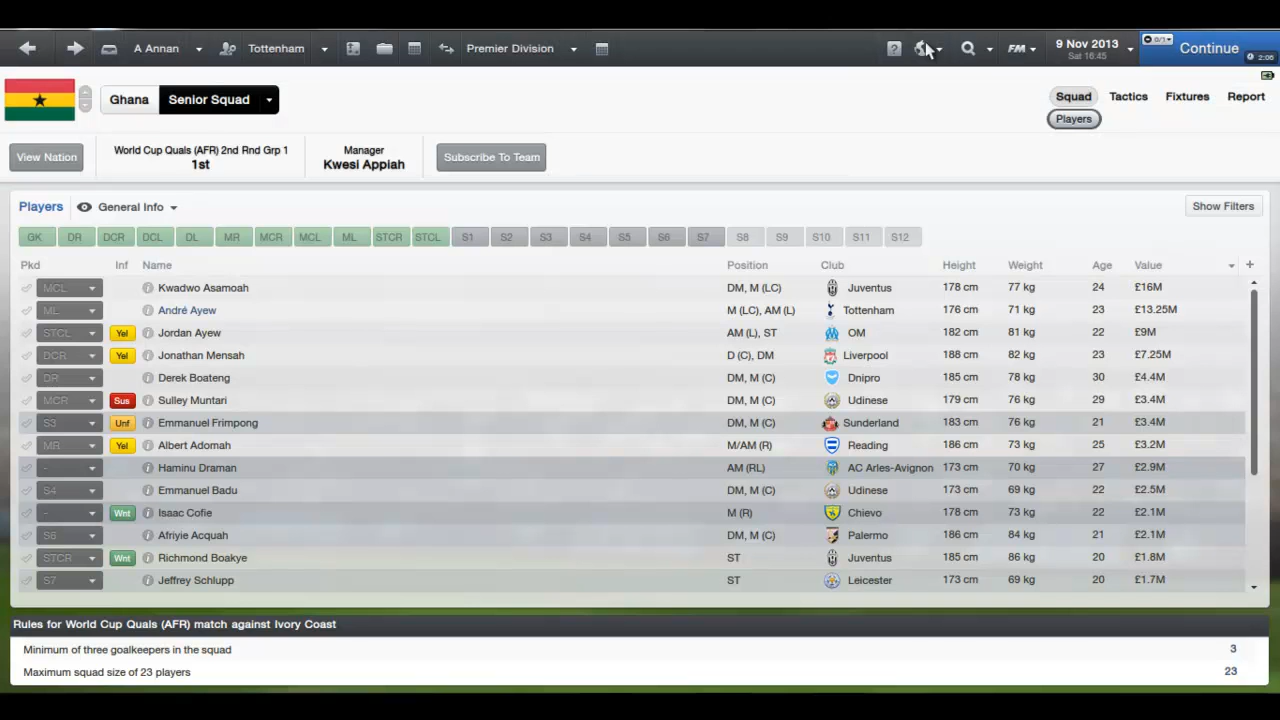 A Annan Tottenham Premier Division ? FM 9 Nov 2013 Sat 16:45 0/1 Continue 2:06
Ghana Senior Squad Squad Tactics Fixtures Report
Players
View Nation World Cup Quals (AFR) 2nd Rnd Grp 1 1st Manager Kwesi Appiah Subscribe To Team
Players General Info Show Filters
GK DR DCR DCL DL MR MCR MCL ML STCR STCL S1 S2 S3 S4 S5 S6 S7 S8 S9 S10 S11 S12
Pkd Inf Name Position Club Height Weight Age Value +
MCL Kwadwo Asamoah DM, M (LC) Juventus 178 cm 77 kg 24 £16M
ML André Ayew M (LC), AM (L) Tottenham 176 cm 71 kg 23 £13.25M
STCL Yel Jordan Ayew AM (L), ST OM 182 cm 81 kg 22 £9M
DCR Yel Jonathan Mensah D (C), DM Liverpool 188 cm 82 kg 23 £7.25M
DR Derek Boateng DM, M (C) Dnipro 185 cm 78 kg 30 £4.4M
MCR Sus Sulley Muntari DM, M (C) Udinese 179 cm 76 kg 29 £3.4M
S3 Unf Emmanuel Frimpong DM, M (C) Sunderland 183 cm 76 kg 21 £3.4M
MR Yel Albert Adomah M/AM (R) Reading 186 cm 73 kg 25 £3.2M
- Haminu Draman AM (RL) AC Arles-Avignon 173 cm 70 kg 27 £2.9M
S4 Emmanuel Badu DM, M (C) Udinese 173 cm 69 kg 22 £2.5M
- Wnt Isaac Cofie M (R) Chievo 178 cm 73 kg 22 £2.1M
S6 Afriyie Acquah DM, M (C) Palermo 186 cm 84 kg 21 £2.1M
STCR Wnt Richmond Boakye ST Juventus 185 cm 86 kg 20 £1.8M
S7 Jeffrey Schlupp ST Leicester 173 cm 69 kg 20 £1.7M
Rules for World Cup Quals (AFR) match against Ivory Coast
Minimum of three goalkeepers in the squad 3
Maximum squad size of 23 players 23